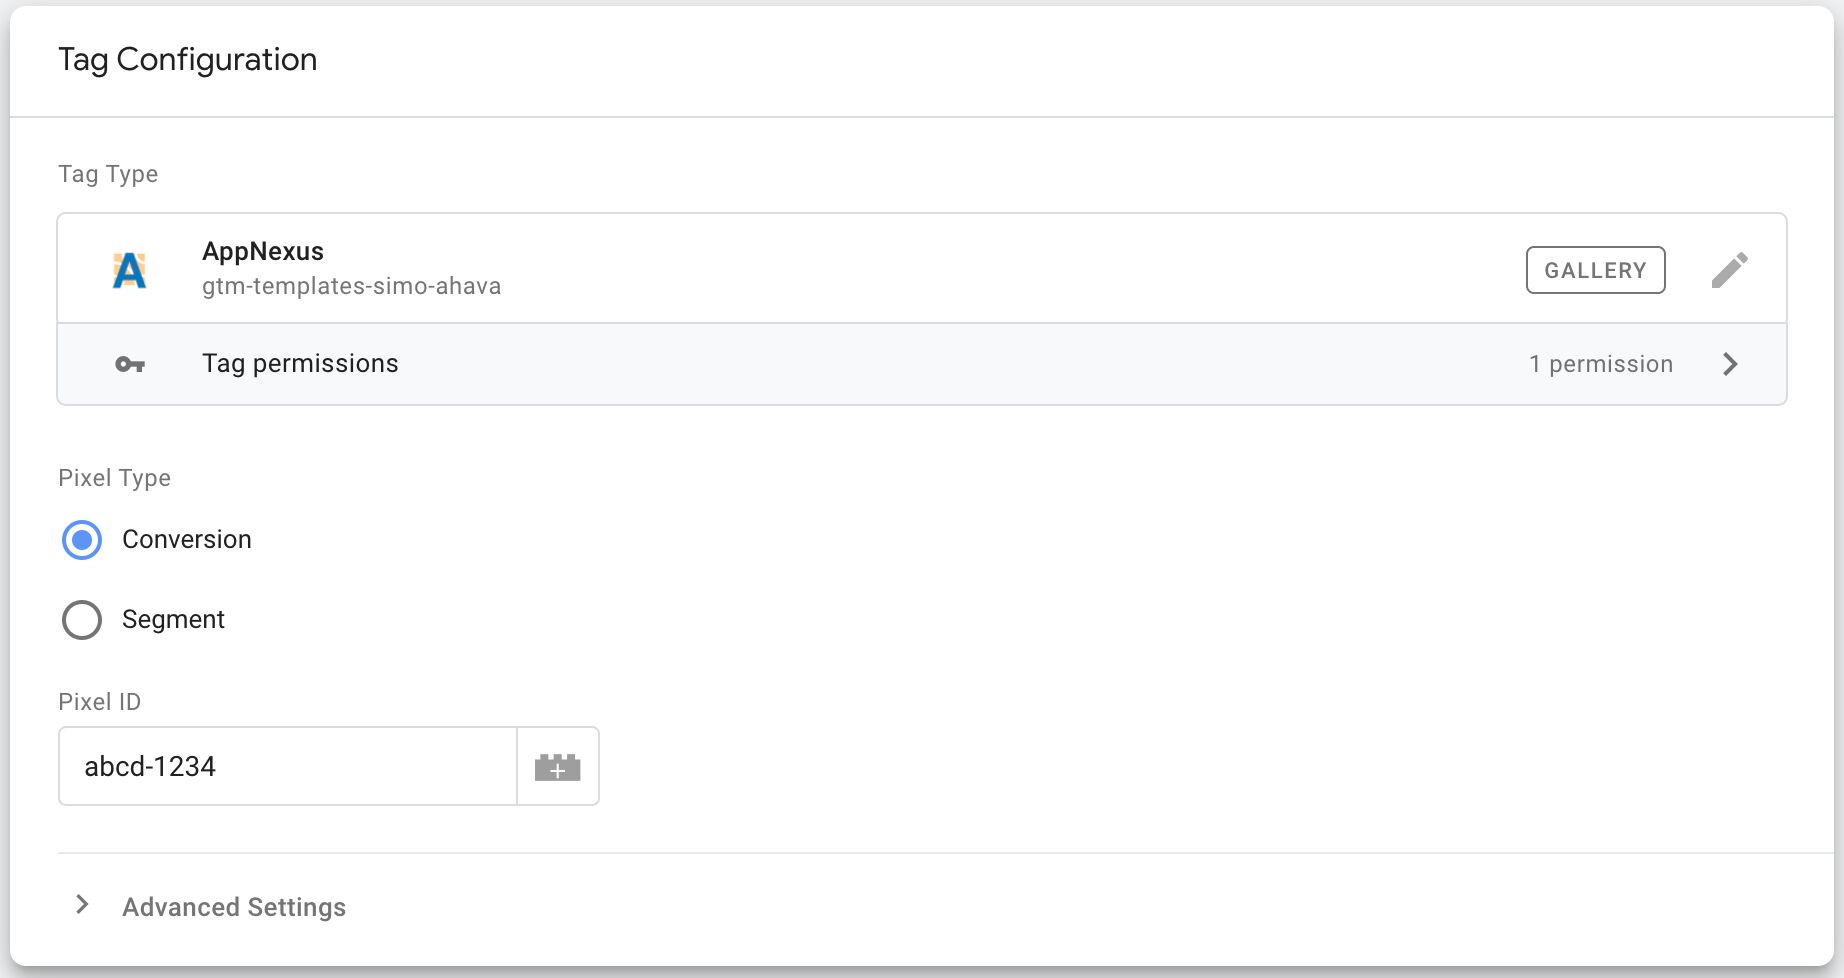 Tag Configuration
Tag Type
AppNexus
gtm-templates-simo-ahava
GALLERY
Tag permissions
1 permission
Pixel Type
Conversion
Segment
Pixel ID
abcd-1234
Advanced Settings